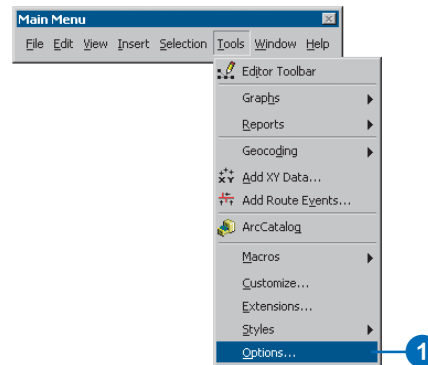 Main Menu
File Edit View Insert Selection Tools Window Help
Editor Toolbar
Graphs
Reports
Geocoding
Add XY Data...
Add Route Events...
ArcCatalog
Macros
Customize...
Extensions...
Styles
Options...
1